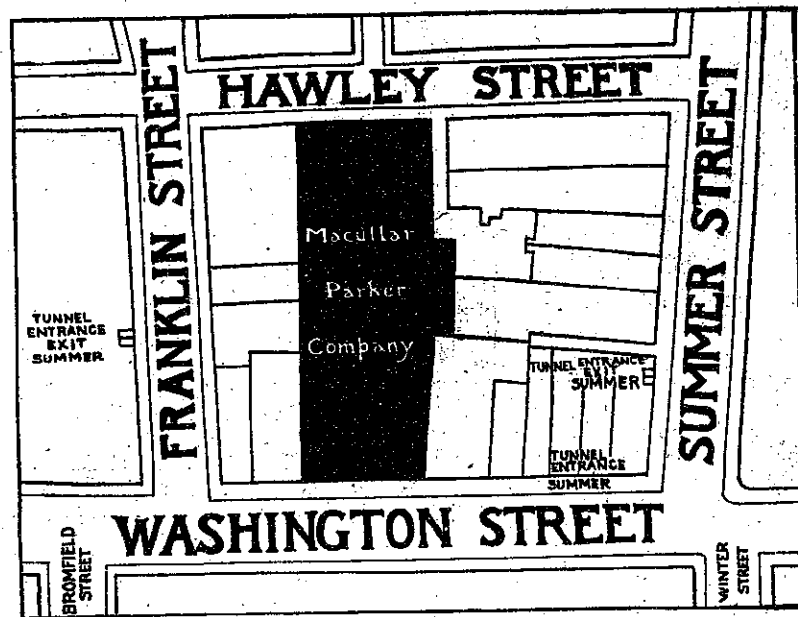 HAWLEY STREET
FRANKLIN STREET
SUMMER STREET
Macullar
Parker
Company
TUNNEL
ENTRANCE
EXIT
SUMMER
TUNNEL ENTRANCE
EXIT
SUMMER
TUNNEL
ENTRANCE
SUMMER
WASHINGTON STREET
BROMFIELD
STREET
WINTER
STREET